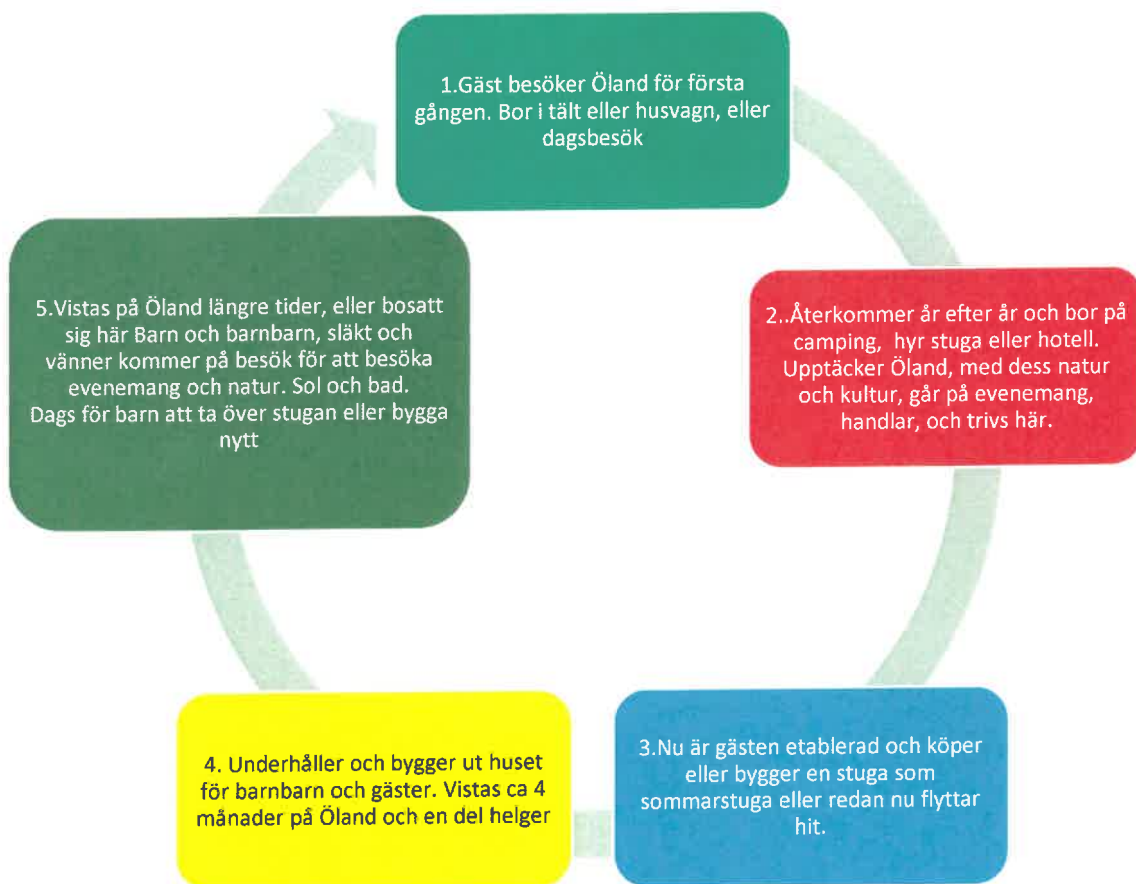 1.Gäst besöker Öland för första
gången. Bor i tält eller husvagn, eller
dagsbesök
2..Återkommer år efter år och bor på
camping, hyr stuga eller hotell.
Upptäcker Öland, med dess natur
och kultur, går på evenemang,
handlar, och trivs här.
3.Nu är gästen etablerad och köper
eller bygger en stuga som
sommarstuga eller redan nu flyttar
hit.
4. Underhåller och bygger ut huset
för barnbarn och gäster. Vistas ca 4
månader på Öland och en del helger
5.Vistas på Öland längre tider, eller bosatt
sig här Barn och barnbarn, släkt och
vänner kommer på besök för att besöka
evenemang och natur. Sol och bad.
Dags för barn att ta över stugan eller bygga
nytt